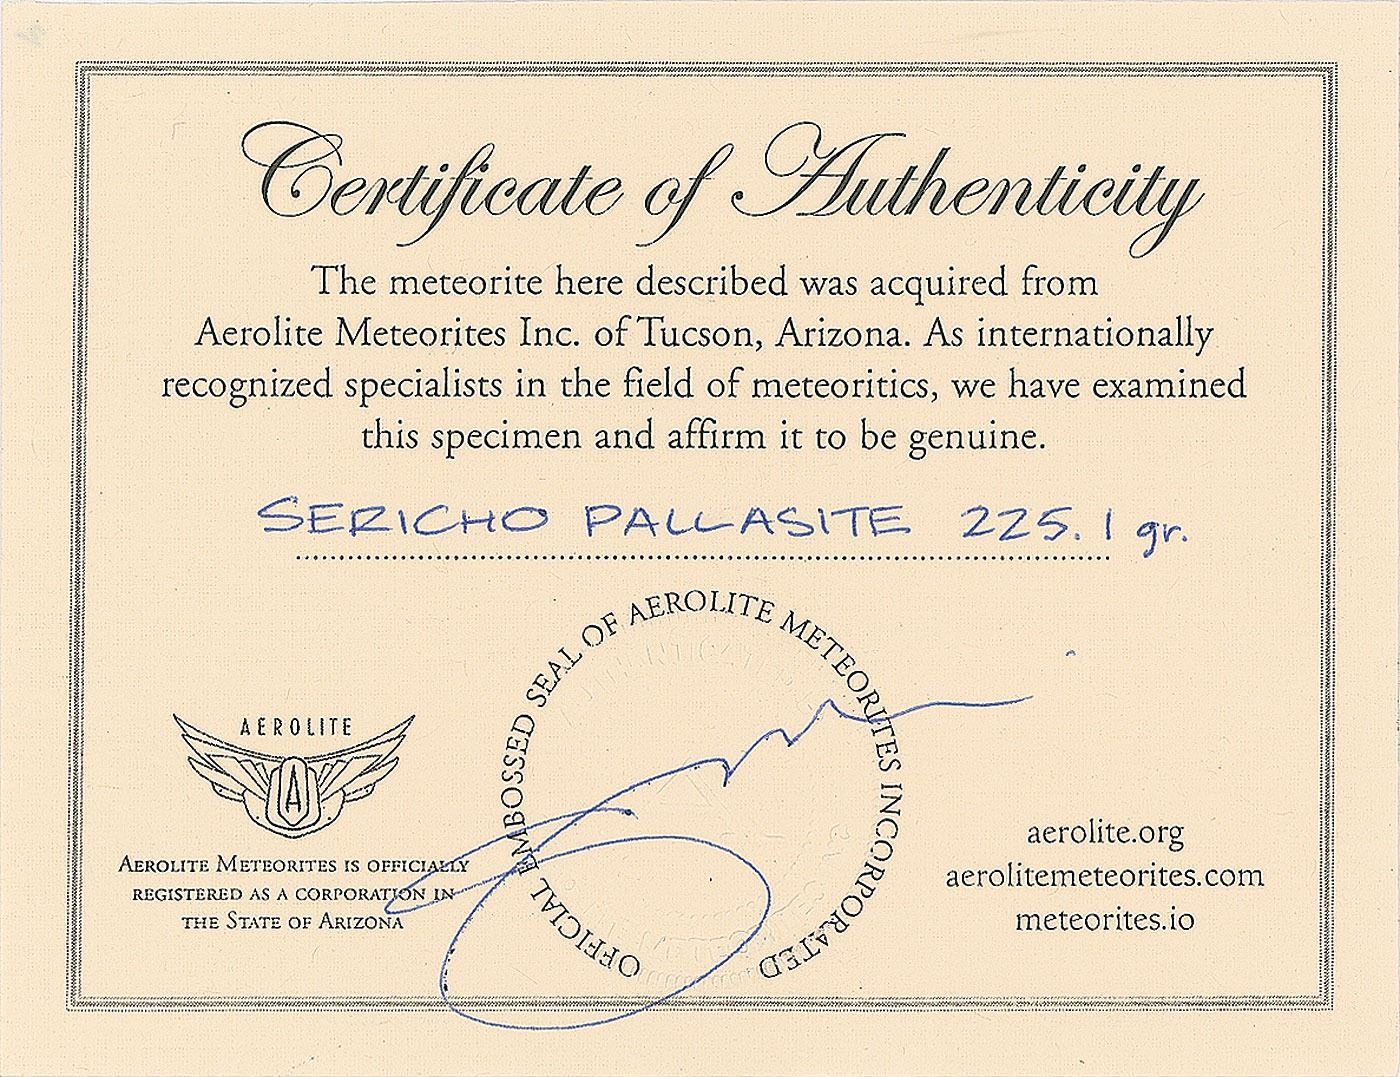 Certificate of Authenticity
The meteorite here described was acquired from
Aerolite Meteorites Inc. of Tucson, Arizona. As internationally
recognized specialists in the field of meteoritics, we have examined
this specimen and affirm it to be genuine.
SERICHO PALLASITE 225.1 gr.
OFFICIAL EMBOSSED SEAL OF AEROLITE METEORITES INCORPORATED
AEROLITE
A
AEROLITE METEORITES IS OFFICIALLY
REGISTERED AS A CORPORATION IN
THE STATE OF ARIZONA
aerolite.org
aerolitemeteorites.com
meteorites.io